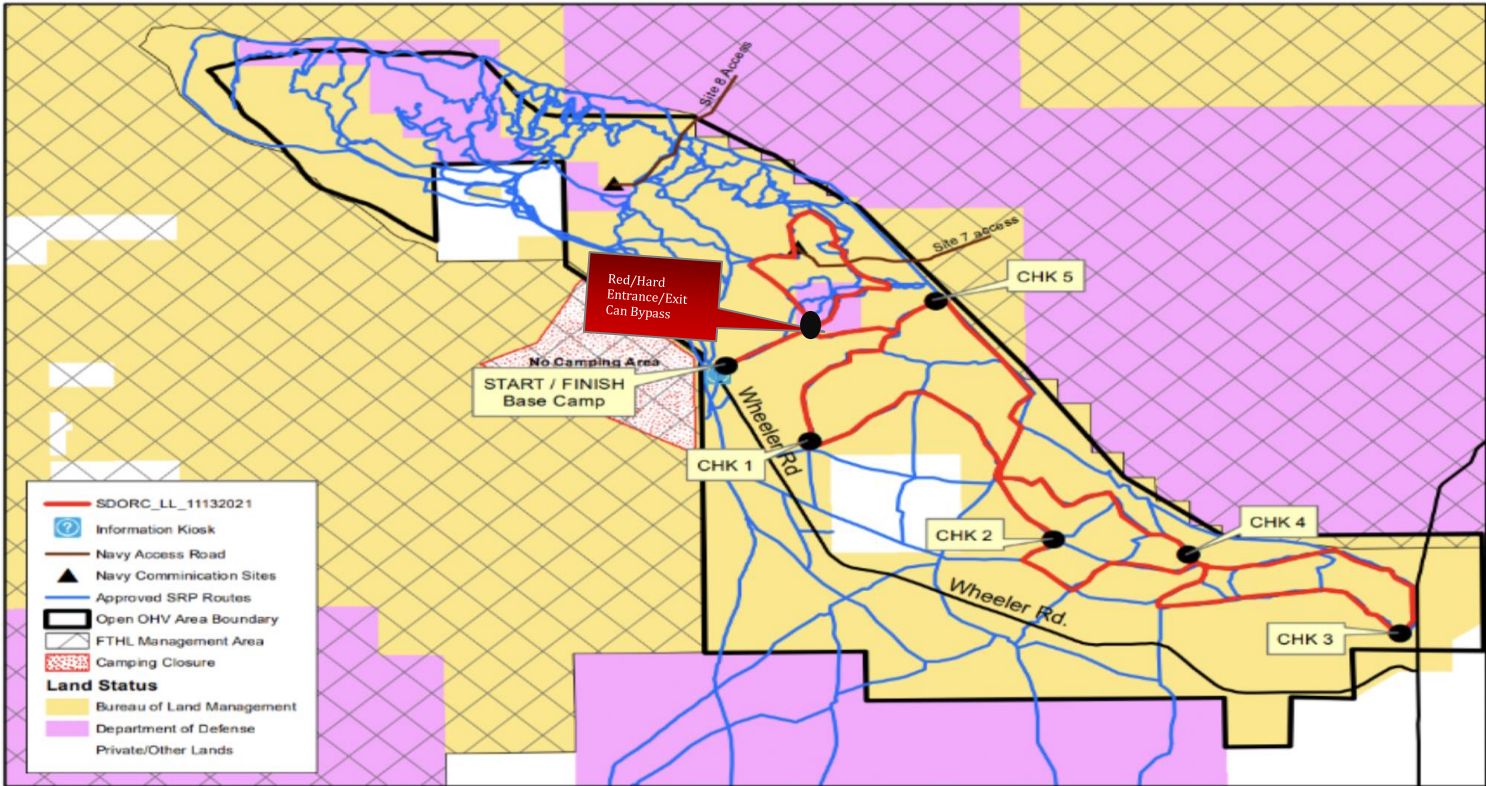 Site 8 Access
Site 7 access
CHK 5
Red/Hard
Entrance/Exit
Can Bypass
No Camping Area
START / FINISH
Base Camp
Wheeler Rd
CHK 1
CHK 2
CHK 4
Wheeler Rd.
CHK 3
SDORC_LL_11132021
?
Information Kiosk
Navy Access Road
Navy Comminication Sites
Approved SRP Routes
Open OHV Area Boundary
FTHL Management Area
Camping Closure
Land Status
Bureau of Land Management
Department of Defense
Private/Other Lands